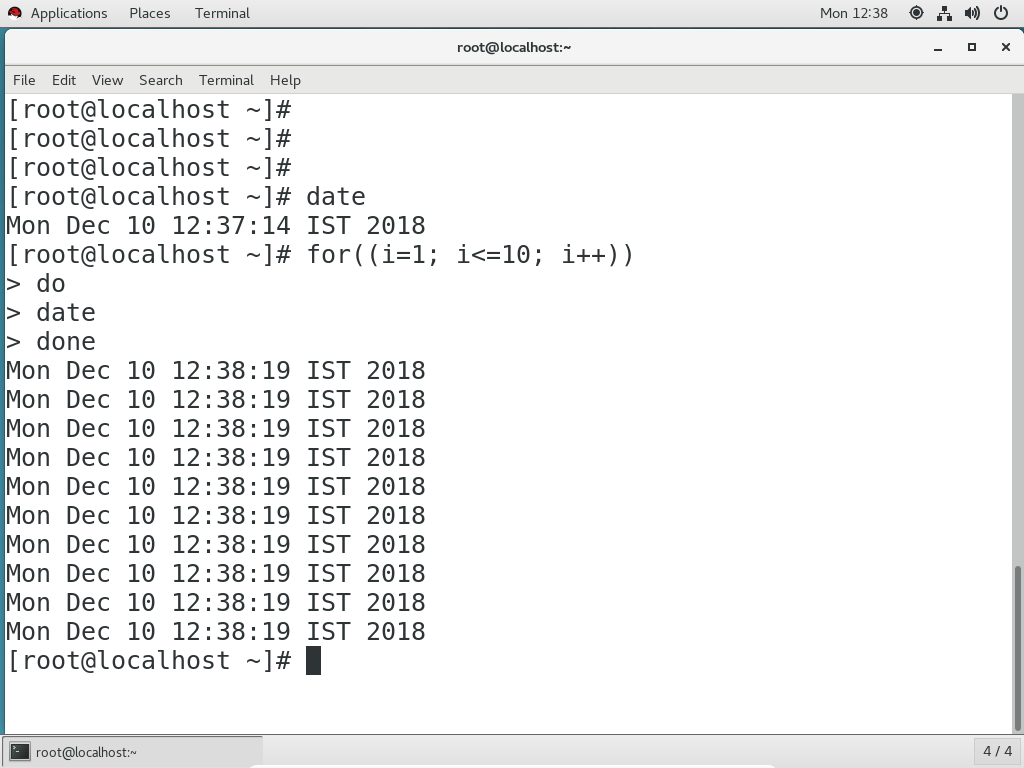 Applications Places Terminal Mon 12:38
root@localhost:~
File Edit View Search Terminal Help
[root@localhost ~]#
[root@localhost ~]#
[root@localhost ~]#
[root@localhost ~]# date
Mon Dec 10 12:37:14 IST 2018
[root@localhost ~]# for((i=1; i<=10; i++))
> do
> date
> done
Mon Dec 10 12:38:19 IST 2018
Mon Dec 10 12:38:19 IST 2018
Mon Dec 10 12:38:19 IST 2018
Mon Dec 10 12:38:19 IST 2018
Mon Dec 10 12:38:19 IST 2018
Mon Dec 10 12:38:19 IST 2018
Mon Dec 10 12:38:19 IST 2018
Mon Dec 10 12:38:19 IST 2018
Mon Dec 10 12:38:19 IST 2018
Mon Dec 10 12:38:19 IST 2018
[root@localhost ~]#
root@localhost:~ 4 / 4